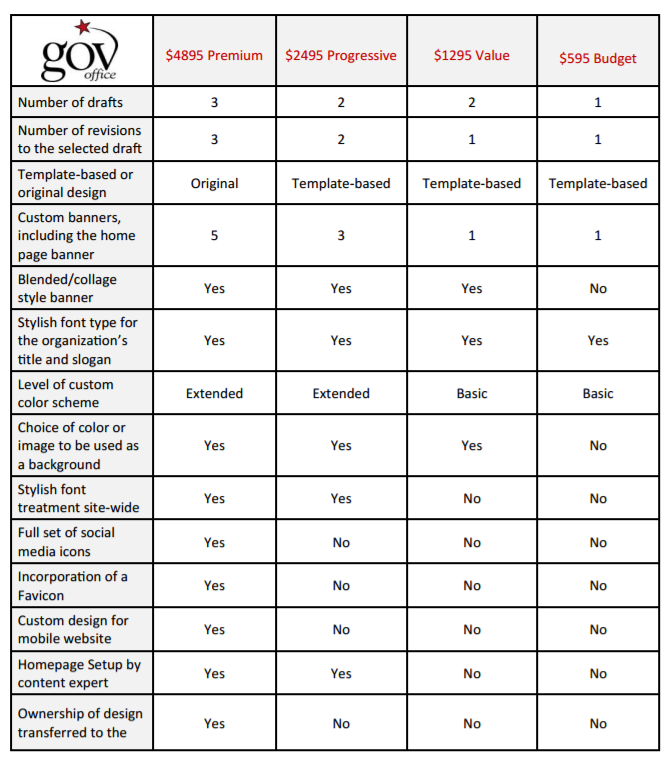 gov
office
$4895 Premium $2495 Progressive $1295 Value $595 Budget
Number of drafts 3 2 2 1
Number of revisions
to the selected draft 3 2 1 1
Template-based or
original design Original Template-based Template-based Template-based
Custom banners,
including the home
page banner 5 3 1 1
Blended/collage
style banner Yes Yes Yes No
Stylish font type for
the organization’s
title and slogan Yes Yes Yes Yes
Level of custom
color scheme Extended Extended Basic Basic
Choice of color or
image to be used as
a background Yes Yes Yes No
Stylish font
treatment site-wide Yes Yes No No
Full set of social
media icons Yes No No No
Incorporation of a
Favicon Yes No No No
Custom design for
mobile website Yes No No No
Homepage Setup by
content expert Yes Yes No No
Ownership of design
transferred to the Yes No No No